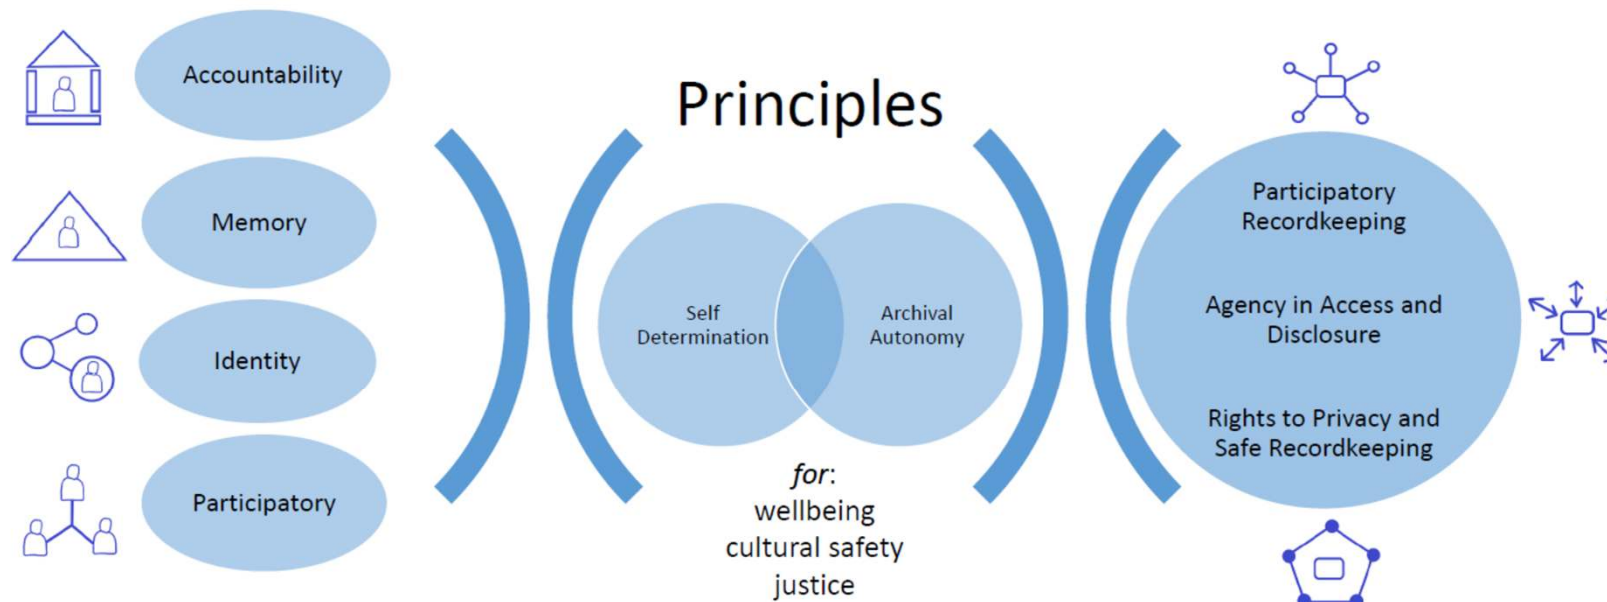 Accountability
Memory
Identity
Participatory
Principles
Self
Determination
Archival
Autonomy
for:
wellbeing
cultural safety
justice
Participatory
Recordkeeping
Agency in Access and
Disclosure
Rights to Privacy and
Safe Recordkeeping